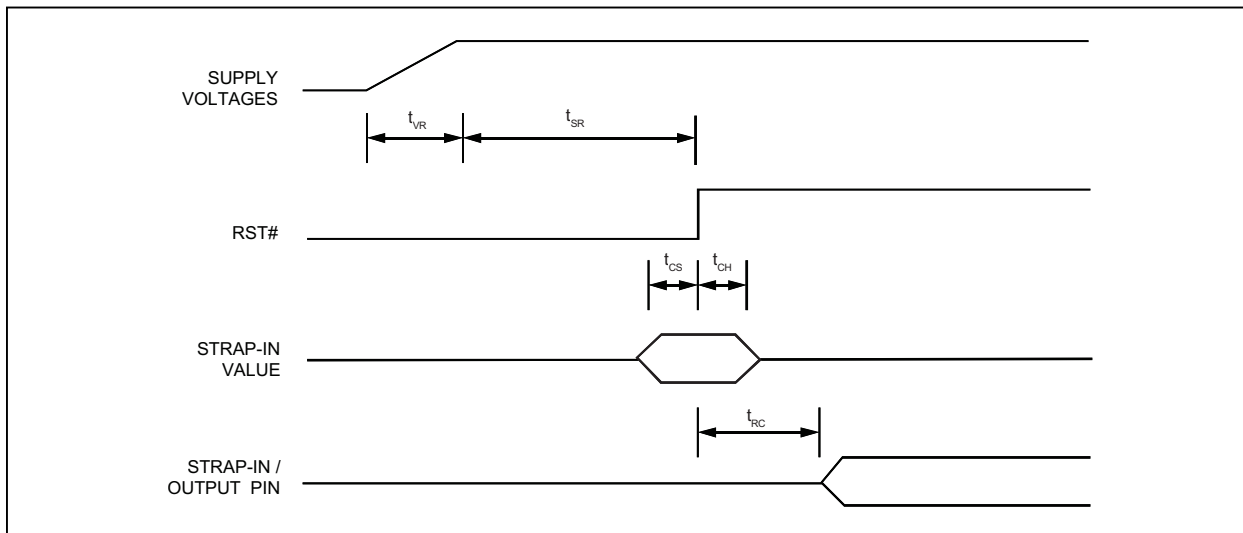 SUPPLY
VOLTAGES
tVR
tSR
RST#
tCS
tCH
STRAP-IN
VALUE
tRC
STRAP-IN /
OUTPUT PIN